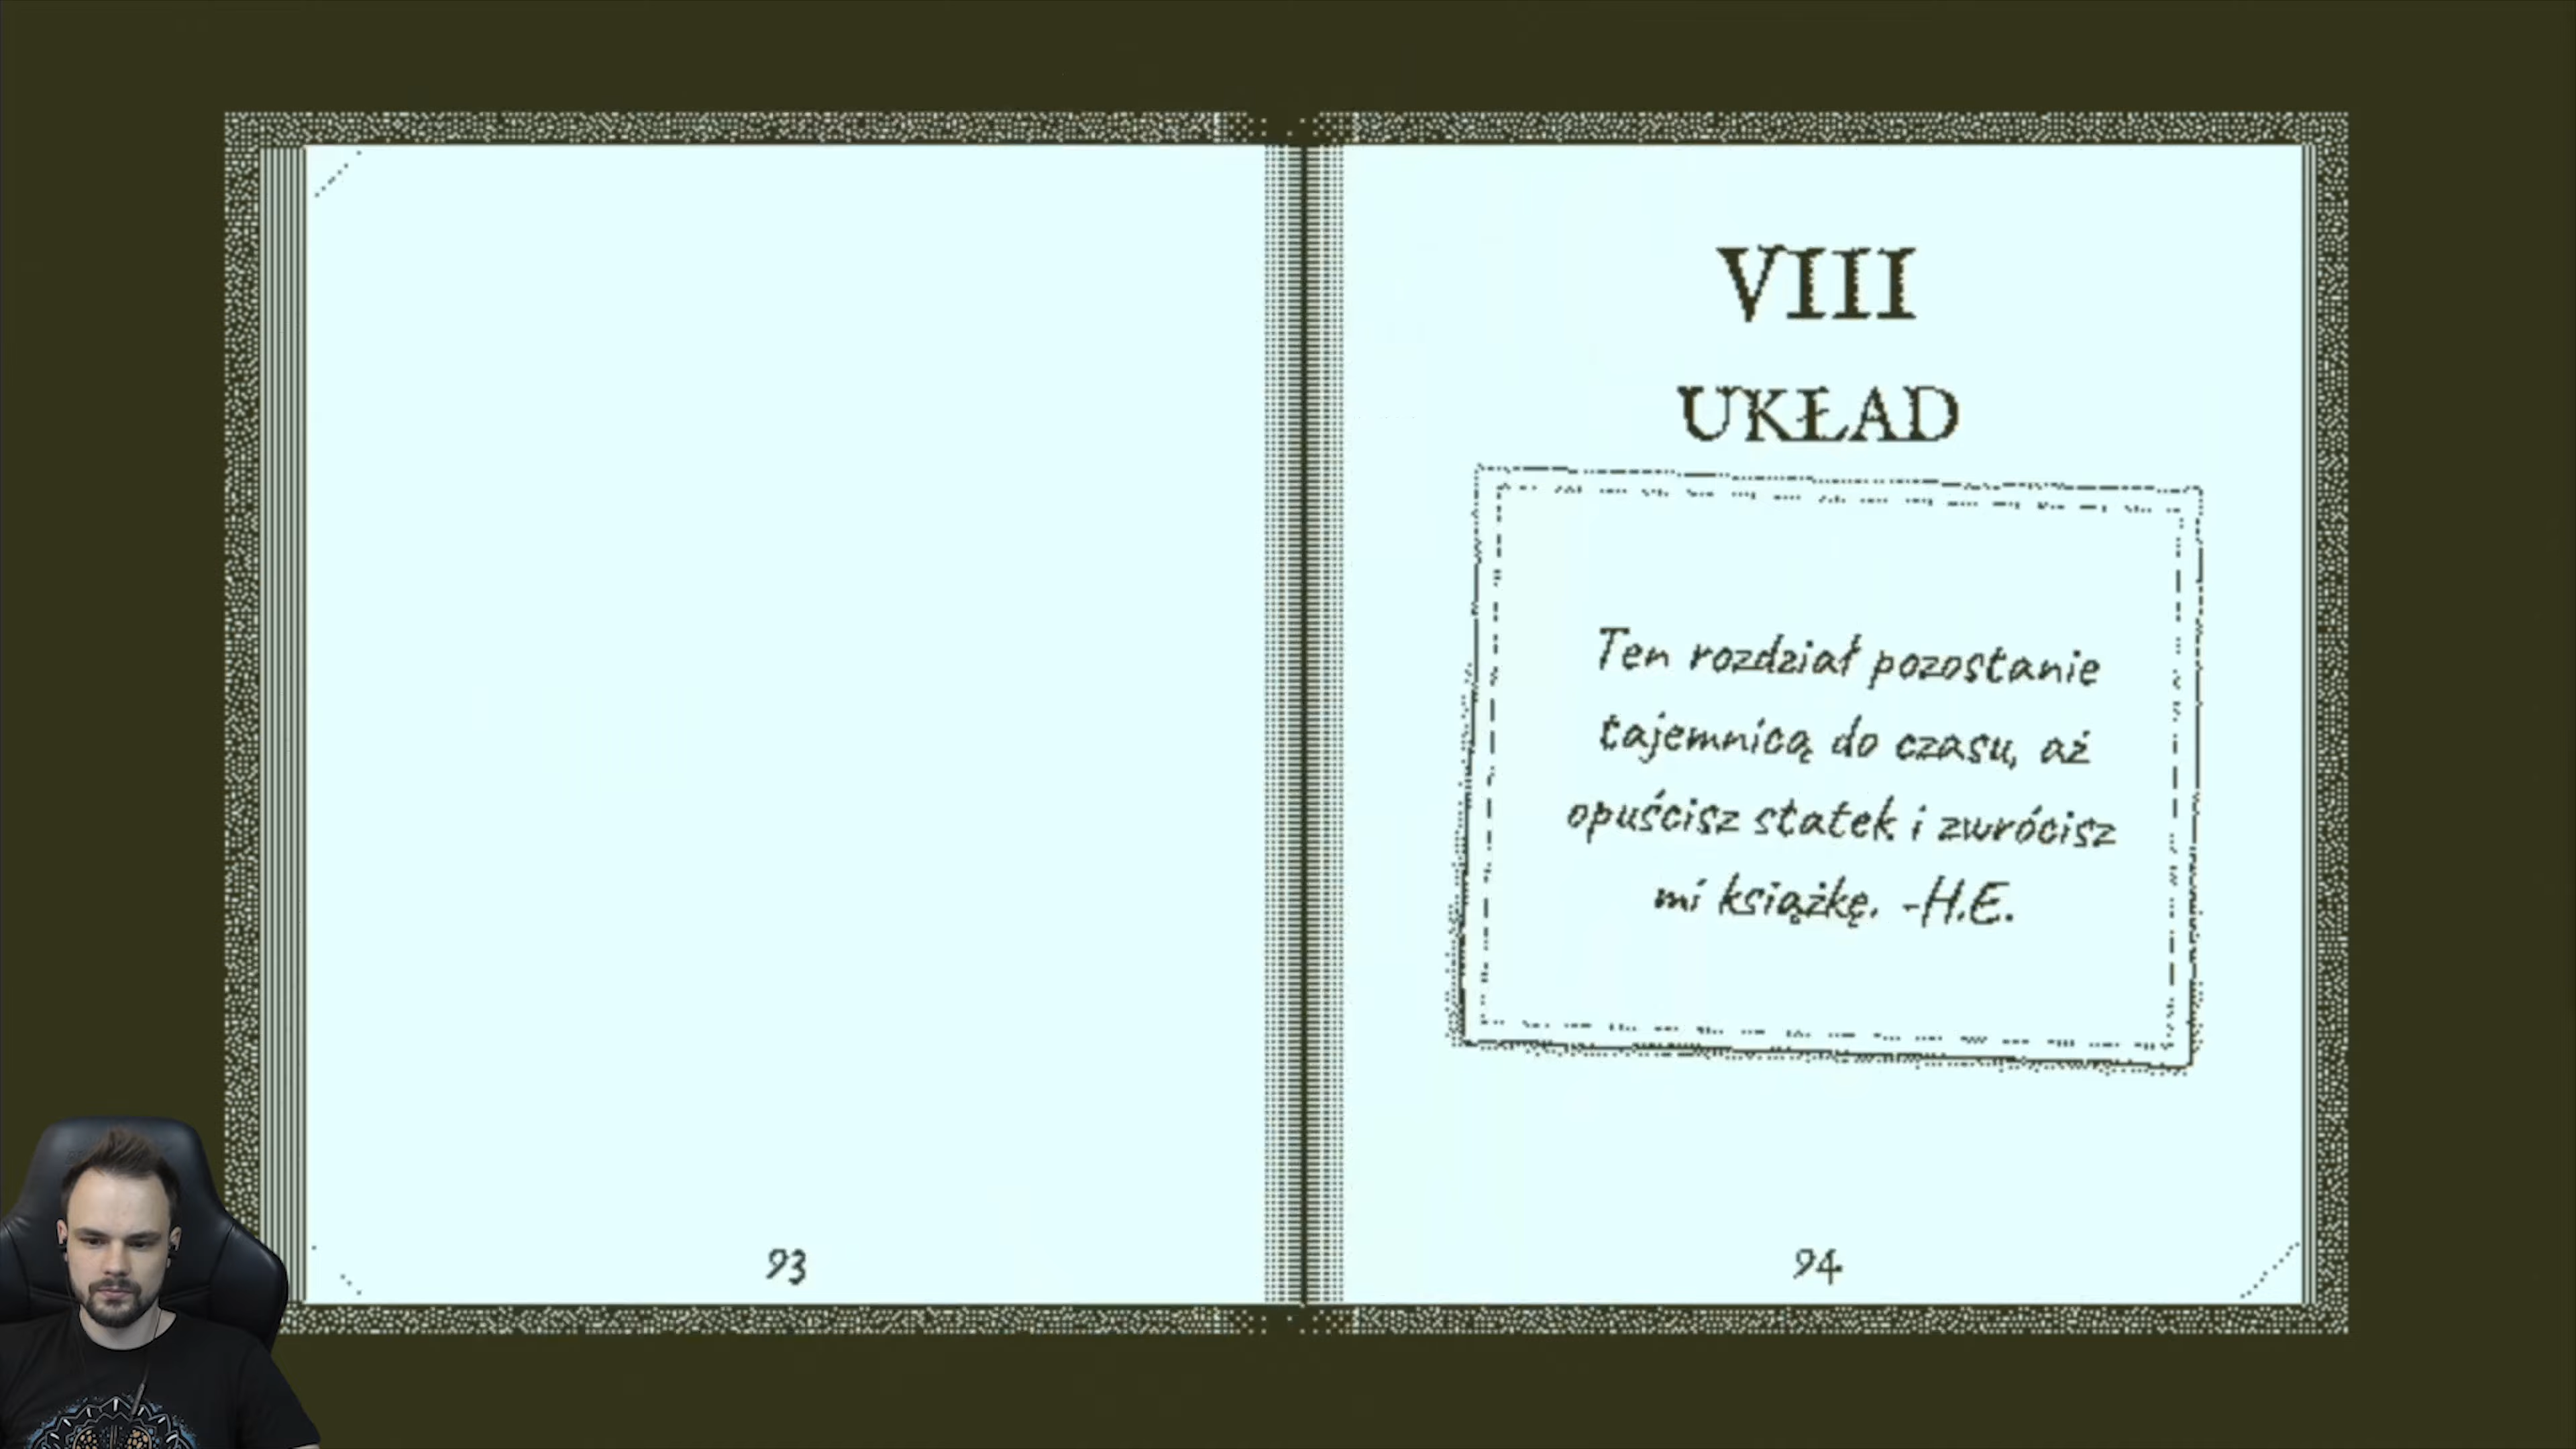 VIII
UKŁAD
Ten rozdział pozostanie
tajemnicą do czasu, aż
opuścisz statek i zwrócisz
mi książkę. -H.E.
93
94